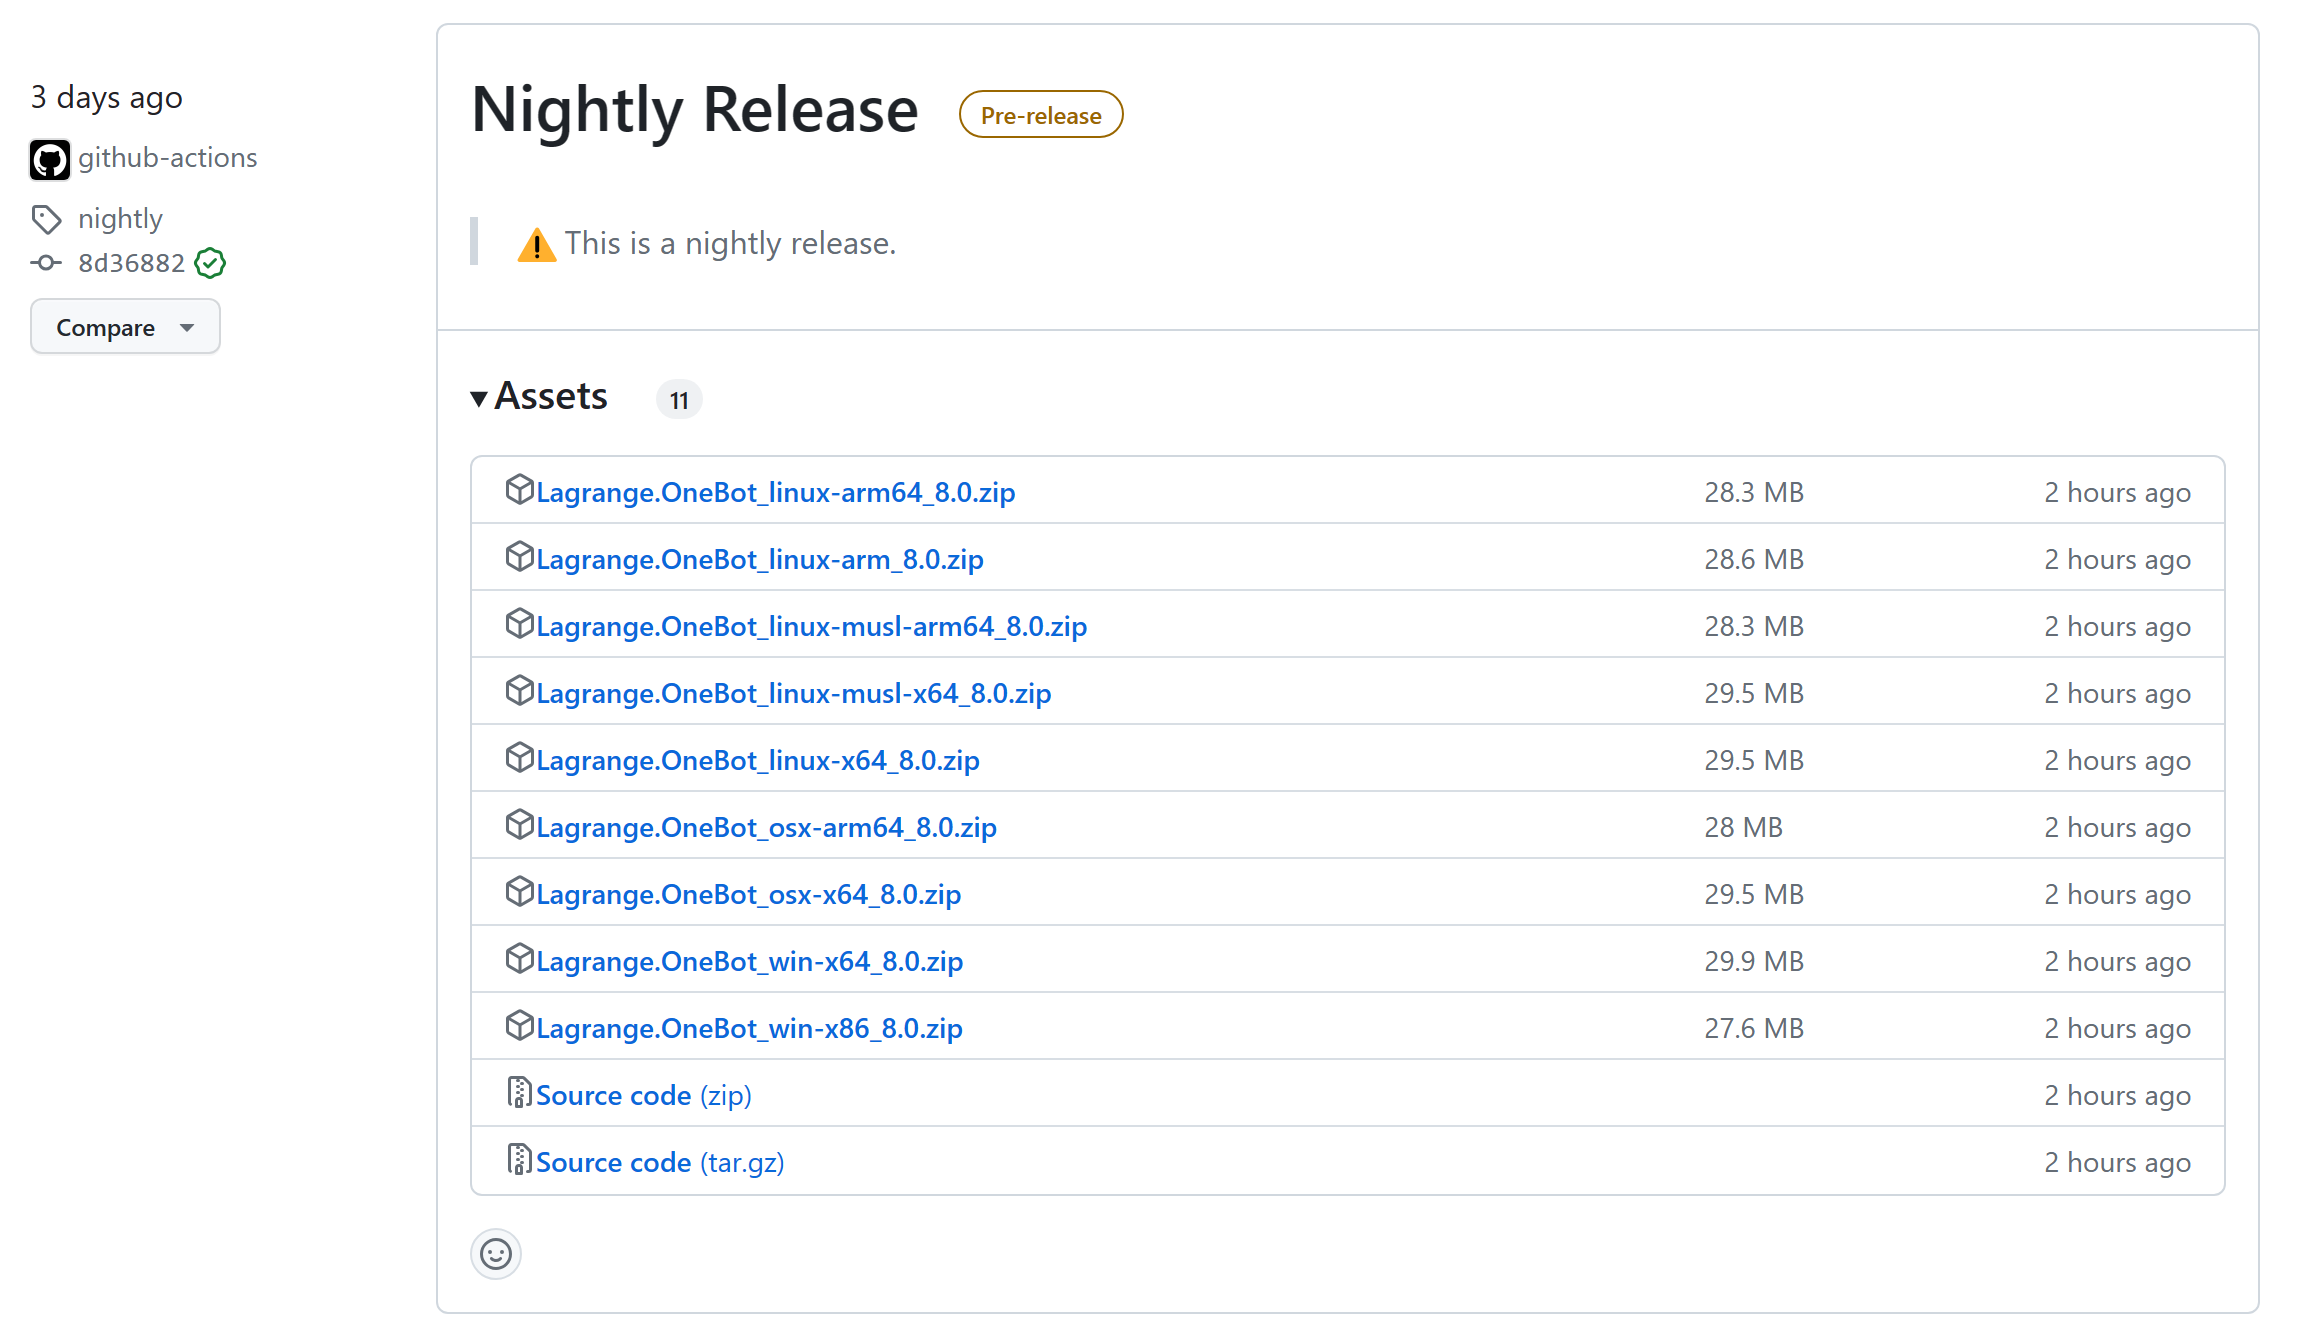 3 days ago
github-actions
nightly
8d36882
Compare
Nightly Release Pre-release
⚠️ This is a nightly release.
Assets 11
Lagrange.OneBot_linux-arm64_8.0.zip 28.3 MB 2 hours ago
Lagrange.OneBot_linux-arm_8.0.zip 28.6 MB 2 hours ago
Lagrange.OneBot_linux-musl-arm64_8.0.zip 28.3 MB 2 hours ago
Lagrange.OneBot_linux-musl-x64_8.0.zip 29.5 MB 2 hours ago
Lagrange.OneBot_linux-x64_8.0.zip 29.5 MB 2 hours ago
Lagrange.OneBot_osx-arm64_8.0.zip 28 MB 2 hours ago
Lagrange.OneBot_osx-x64_8.0.zip 29.5 MB 2 hours ago
Lagrange.OneBot_win-x64_8.0.zip 29.9 MB 2 hours ago
Lagrange.OneBot_win-x86_8.0.zip 27.6 MB 2 hours ago
Source code (zip) 2 hours ago
Source code (tar.gz) 2 hours ago